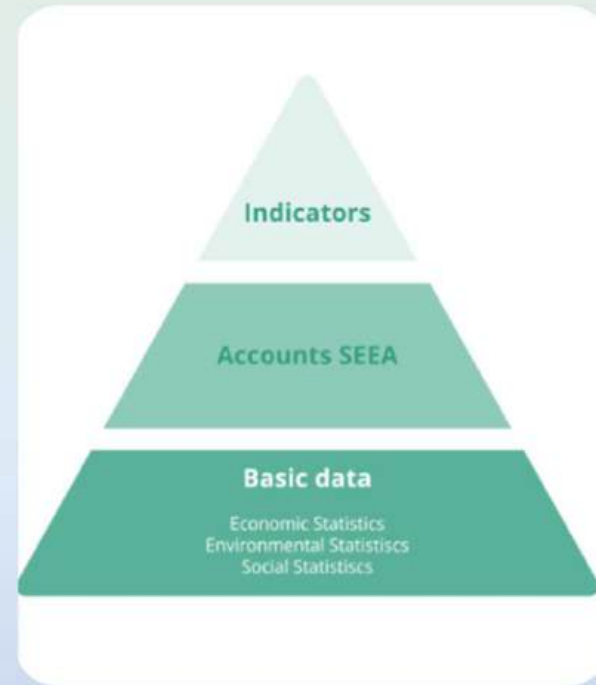 Indicators
Accounts SEEA
Basic data
Economic Statistics
Environmental Statistiscs
Social Statistiscs